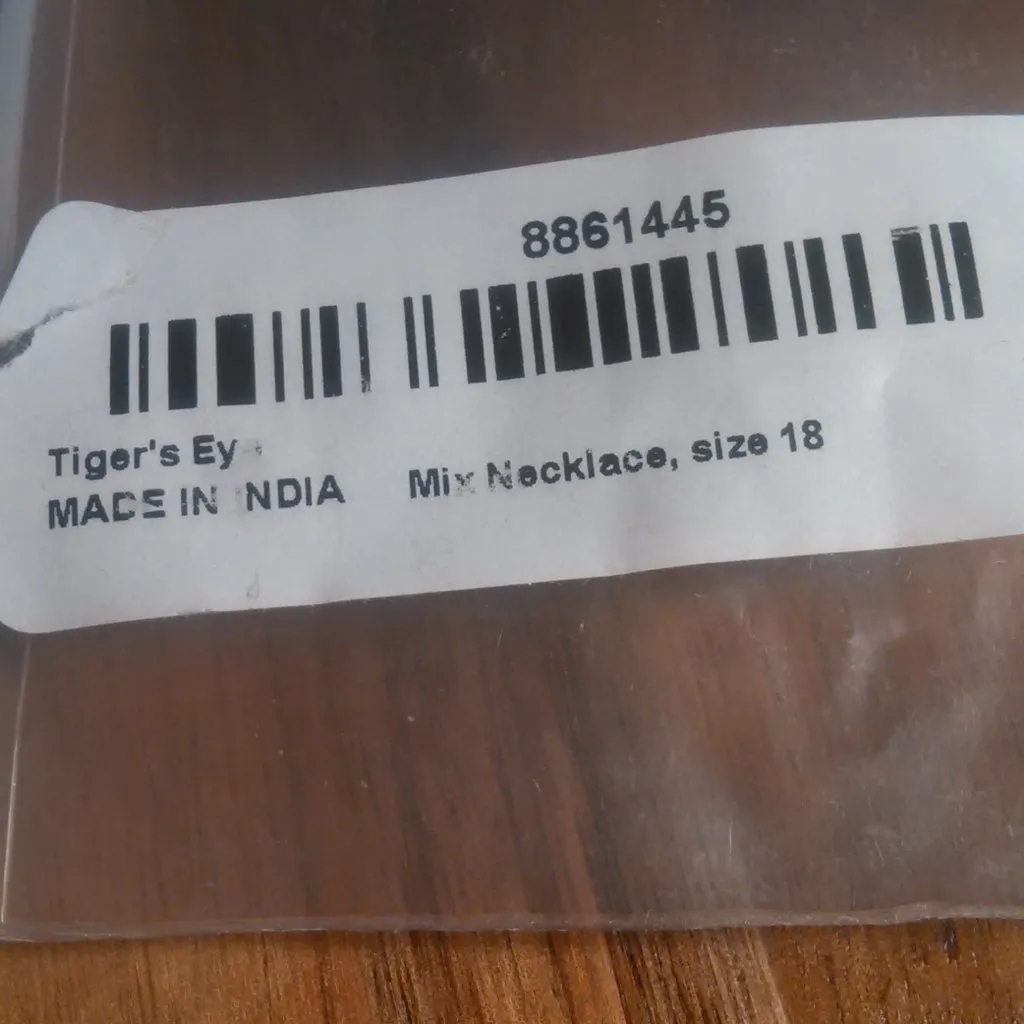 8861445
Tiger's Eye
MADE IN INDIA
Mix Necklace, size 18